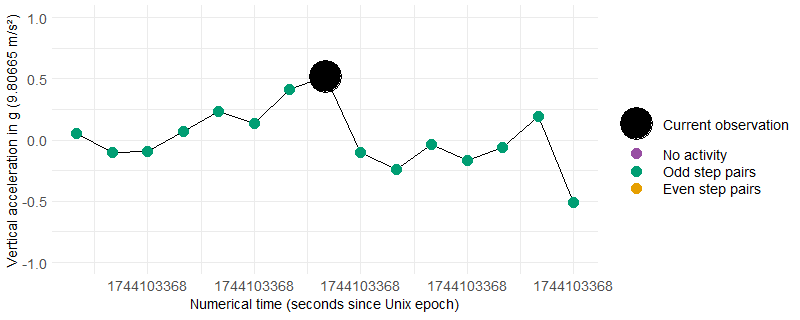 Vertical acceleration in g (9.80665 m/s²)
1.0
0.5
0.0
-0.5
-1.0
1744103368 1744103368 1744103368 1744103368 1744103368
Numerical time (seconds since Unix epoch)
Current observation
No activity
Odd step pairs
Even step pairs